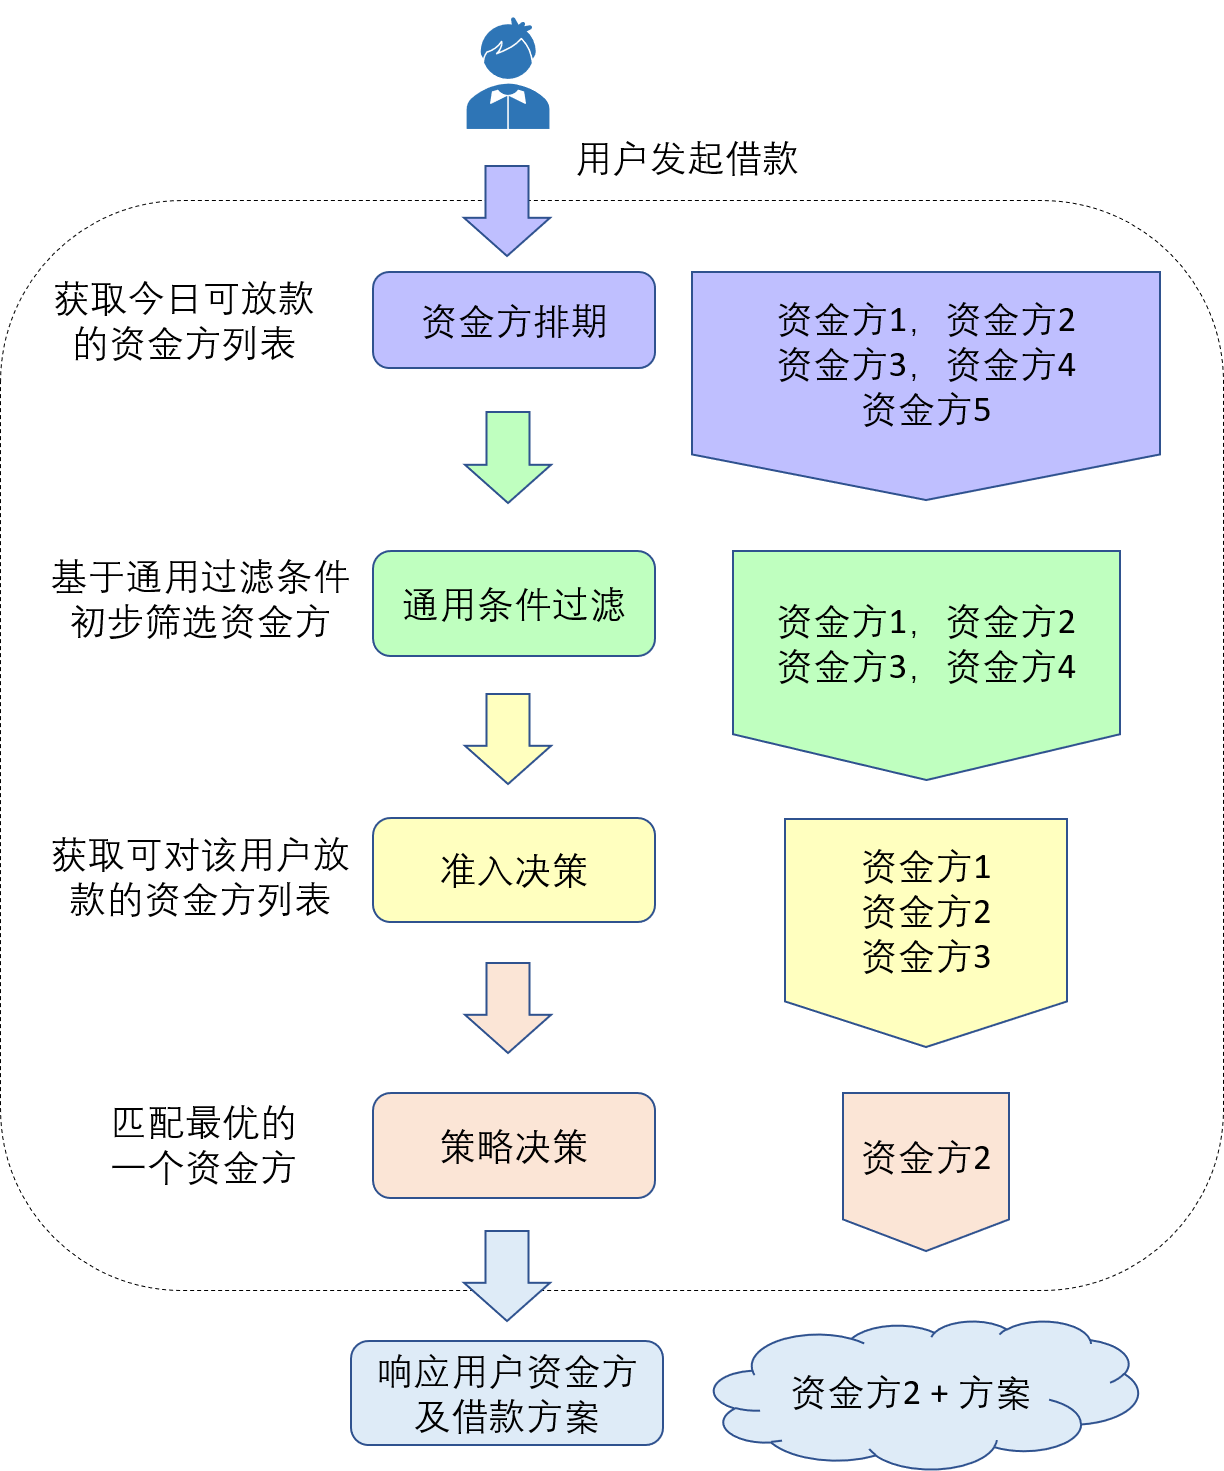 用户发起借款
获取今日可放款
的资金方列表
资金方排期
资金方1, 资金方2
资金方3, 资金方4
资金方5
基于通用过滤条件
初步筛选资金方
通用条件过滤
资金方1, 资金方2
资金方3, 资金方4
获取可对该用户放
款的资金方列表
准入决策
资金方1
资金方2
资金方3
匹配最优的
一个资金方
策略决策
资金方2
响应用户资金方
及借款方案
资金方2 + 方案